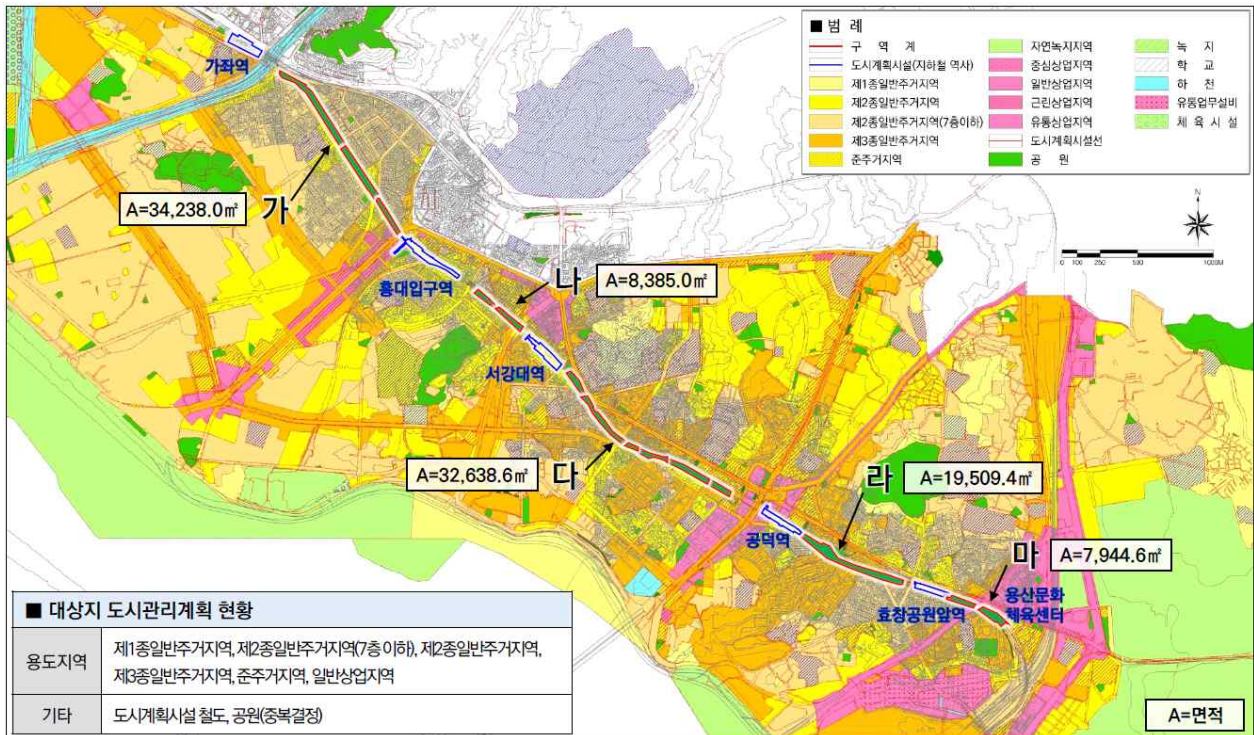 ■ 범 례
구 역 계
도시계획시설(지하철 역사)
제1종일반주거지역
제2종일반주거지역
제2종일반주거지역(7층이하)
제3종일반주거지역
준주거지역
자연녹지지역
중심상업지역
일반상업지역
근린상업지역
유통상업지역
도시계획시설선
공 원
녹 지
학 교
하 천
유통업무설비
체 육 시 설
N
0 100 250 500 1000M
가좌역
A=34,238.0㎡ 가
홍대입구역
나 A=8,385.0㎡
서강대역
A=32,638.6㎡ 다
라 A=19,509.4㎡
공덕역
마 A=7,944.6㎡
효창공원앞역
용산문화
체육센터
■ 대상지 도시관리계획 현황
용도지역
제1종일반주거지역, 제2종일반주거지역(7층 이하), 제2종일반주거지역,
제3종일반주거지역, 준주거지역, 일반상업지역
기타
도시계획시설 철도, 공원(중복결정)
A=면적